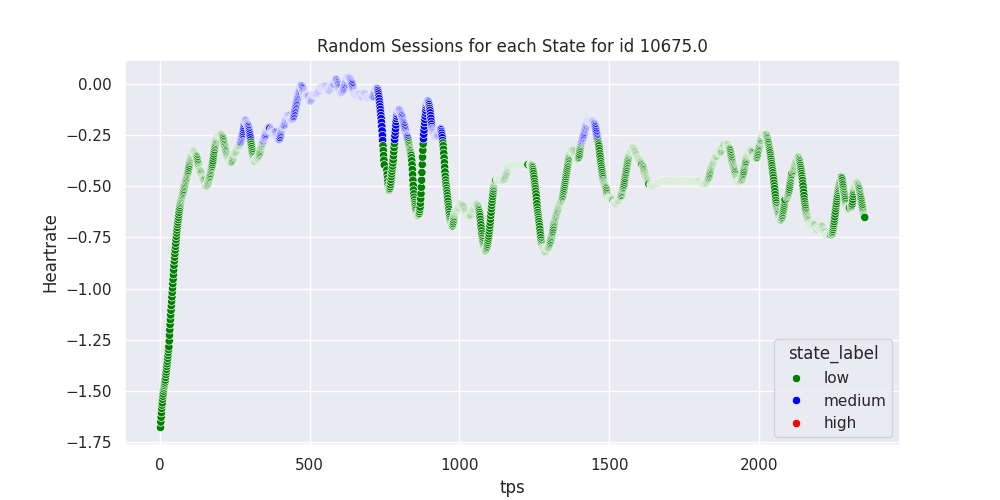 Random Sessions for each State for id 10675.0
Heartrate
0.00
−0.25
−0.50
−0.75
−1.00
−1.25
−1.50
−1.75
0
500
1000
1500
2000
tps
state_label
low
medium
high